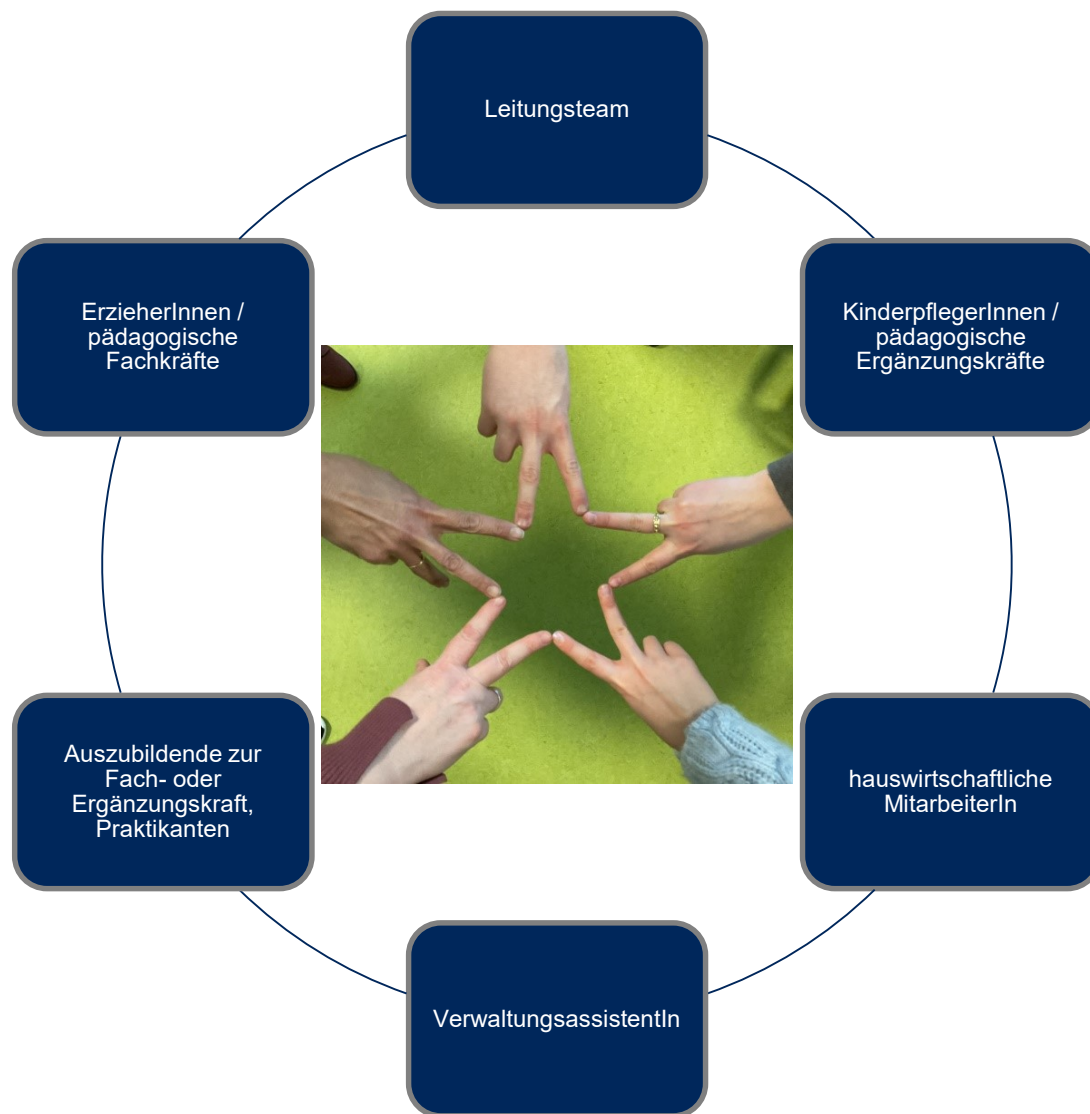 Leitungsteam
ErzieherInnen /
pädagogische
Fachkräfte
KinderpflegerInnen /
pädagogische
Ergänzungskräfte
Auszubildende zur
Fach- oder
Ergänzungskraft,
Praktikanten
hauswirtschaftliche
MitarbeiterIn
VerwaltungsassistentIn